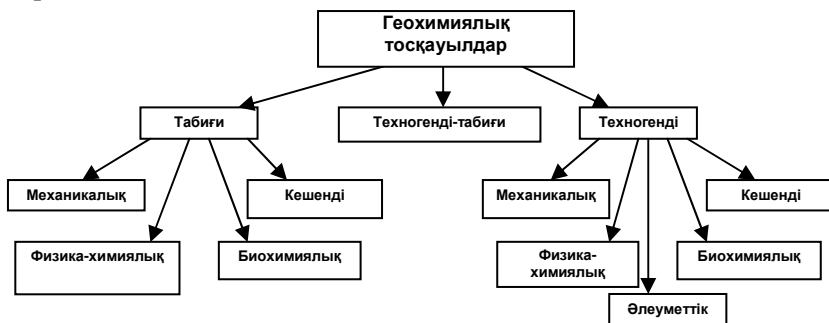 Геохимиялық
тосқауылдар
Табиғи
Техногенді-табиғи
Техногенді
Механикалық
Кешенді
Механикалық
Кешенді
Физика-химиялық
Биохимиялық
Физика-
химиялық
Биохимиялық
Әлеуметтік